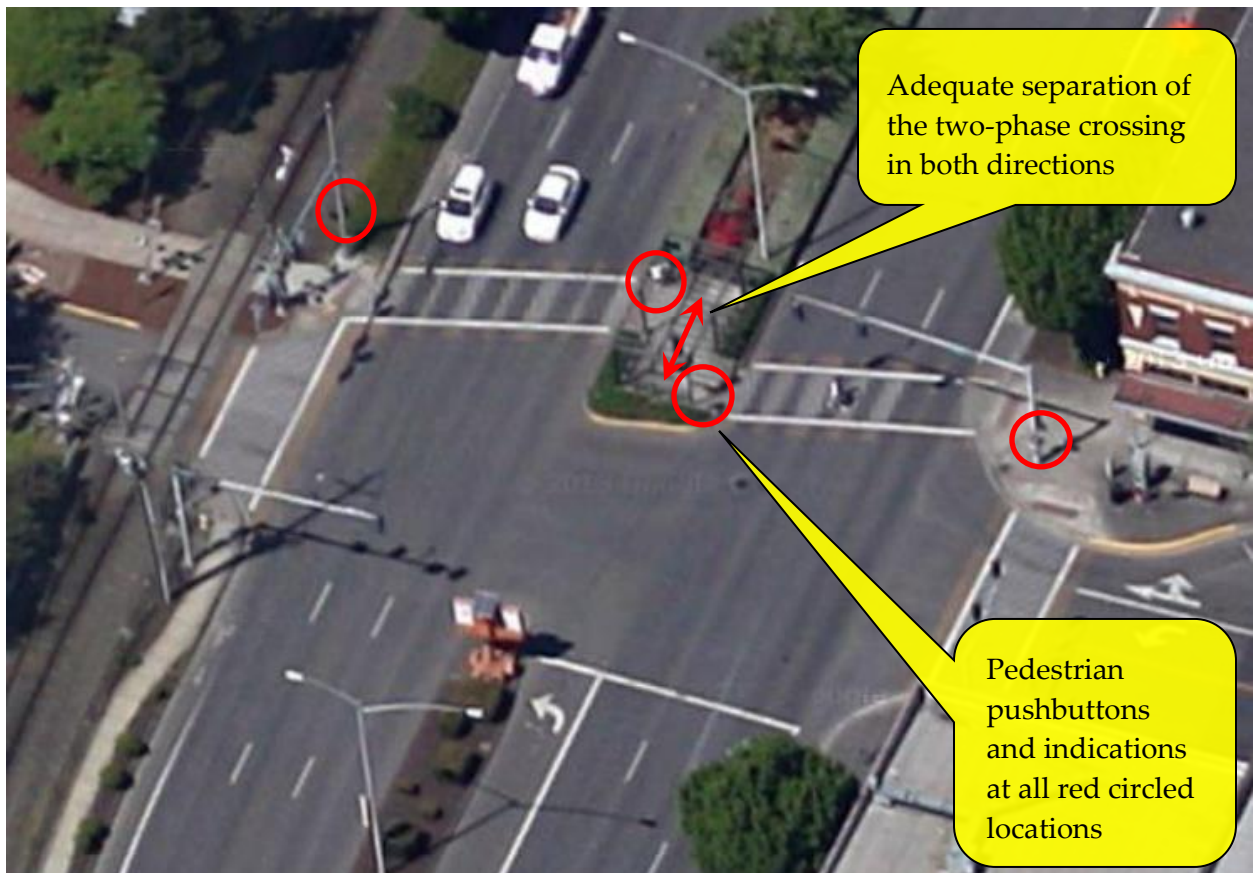 Adequate separation of
the two-phase crossing
in both directions
Pedestrian
pushbuttons
and indications
at all red circled
locations